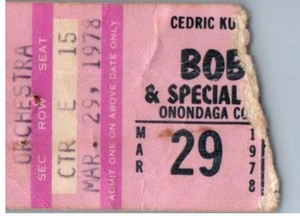 ORCHESTRA
SEC ROW SEAT
CTR E 15
MAR. 29, 1978
ADMIT ONE ON ABOVE DATE ONLY
CEDRIC KU
BOB
& SPECIAL
ONONDAGA CO
MAR 29 1978